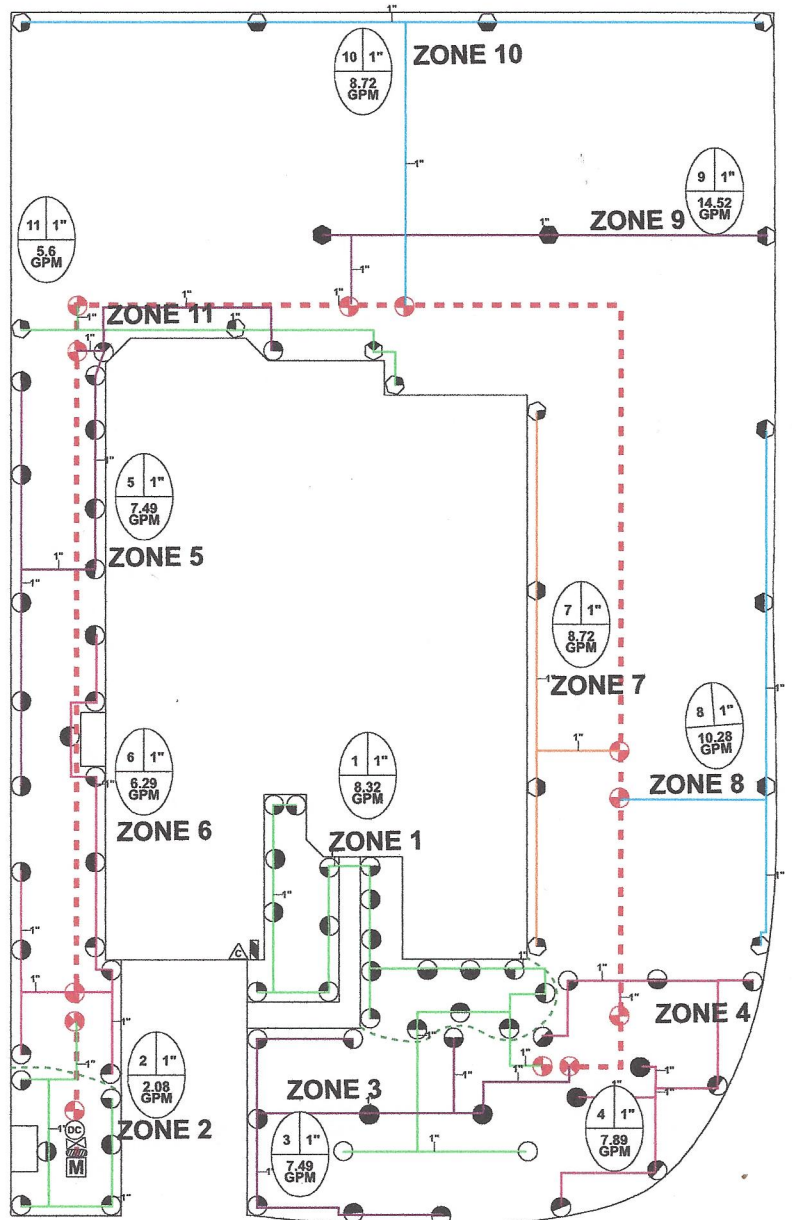 1"
10 1"
8.72
GPM
ZONE 10
1"
9 1"
14.52
GPM
1"
ZONE 9
11 1"
5.6
GPM
1"
1"
1"
ZONE 11
1"
1"
5 1"
7.49
GPM
1"
ZONE 5
1"
1"
7 1"
8.72
GPM
1"
ZONE 7
1"
8 1"
10.28
GPM
1"
ZONE 8
6 1"
6.29
GPM
1"
ZONE 6
1 1"
8.32
GPM
ZONE 1
1"
1"
1"
1"
C
1"
1"
1"
1"
ZONE 4
1"
2 1"
2.08
GPM
ZONE 2
1"
1"
DC
M
1"
ZONE 3
1"
1"
1"
1"
1"
3 1"
7.49
GPM
1"
1"
1"
4 1"
7.89
GPM